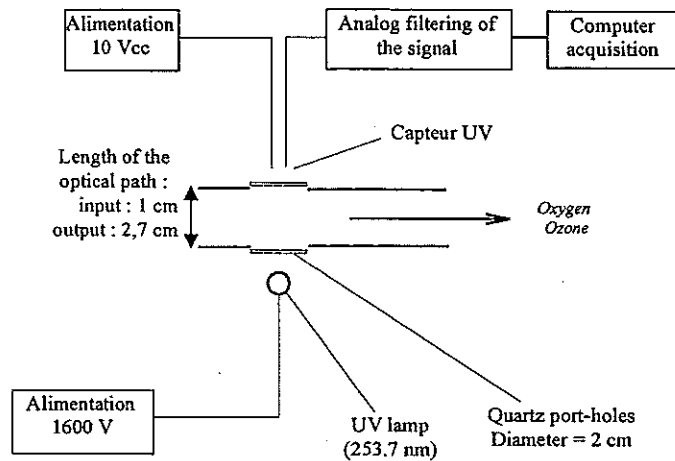 Alimentation
10 Vcc
Analog filtering of
the signal
Computer
acquisition
Capteur UV
Length of the
optical path :
input : 1 cm
output : 2,7 cm
Oxygen
Ozone
Alimentation
1600 V
UV lamp
(253.7 nm)
Quartz port-holes
Diameter = 2 cm